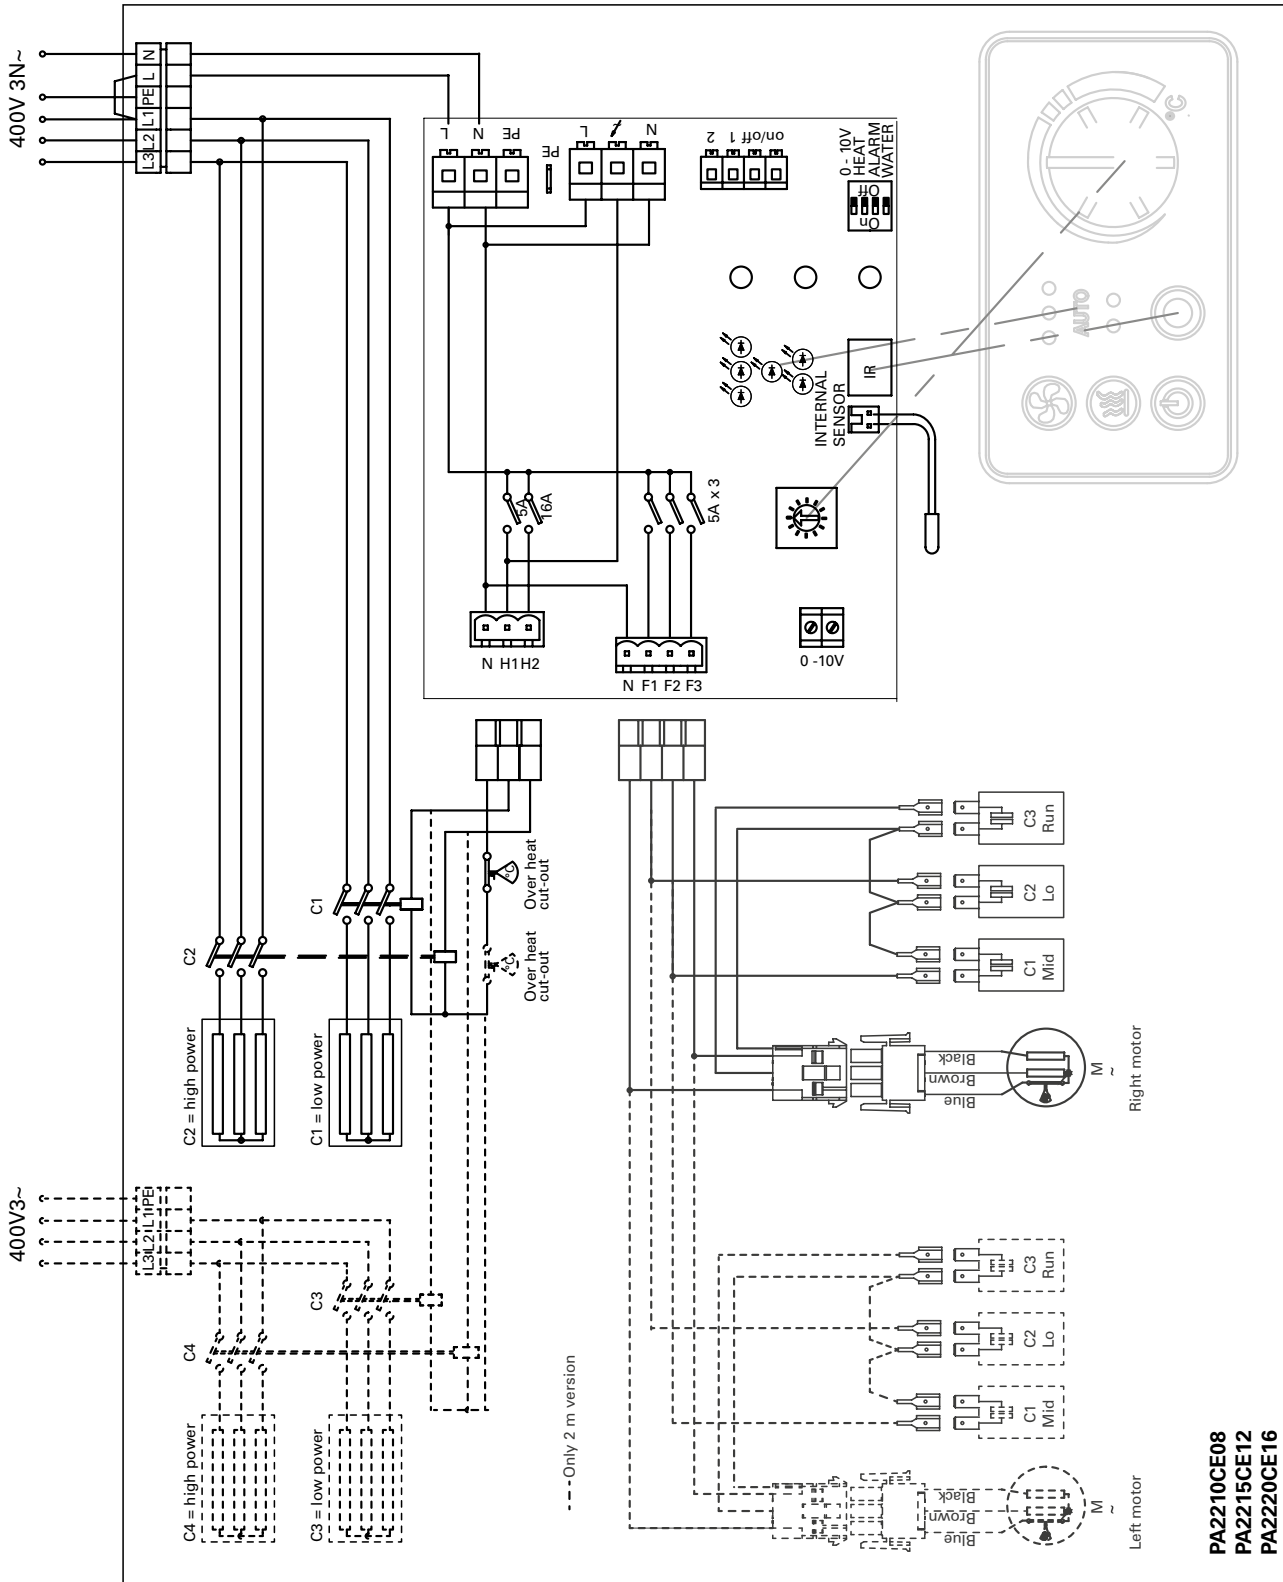 400V 3N~
N
L
PE
L1
L2
L3
L
N
PE
PE
L
N
2
1
on/off
0 - 10V
HEAT
ALARM
WATER
Off
On
°C
AUTO
IR
INTERNAL
SENSOR
5A
16A
5A x 3
N H1 H2
N F1 F2 F3
0 -10V
C1
C2
°C
Over heat
cut-out
°C
Over heat
cut-out
C2 = high power
C1 = low power
C3
Run
C2
Lo
C1
Mid
Black
Brown
Blue
M
~
Right motor
400V3~
PE
L1
L2
L3
C3
C4
C4 = high power
C3 = low power
---- Only 2 m version
C3
Run
C2
Lo
C1
Mid
Black
Brown
Blue
M
~
Left motor
PA2210CE08
PA2215CE12
PA2220CE16